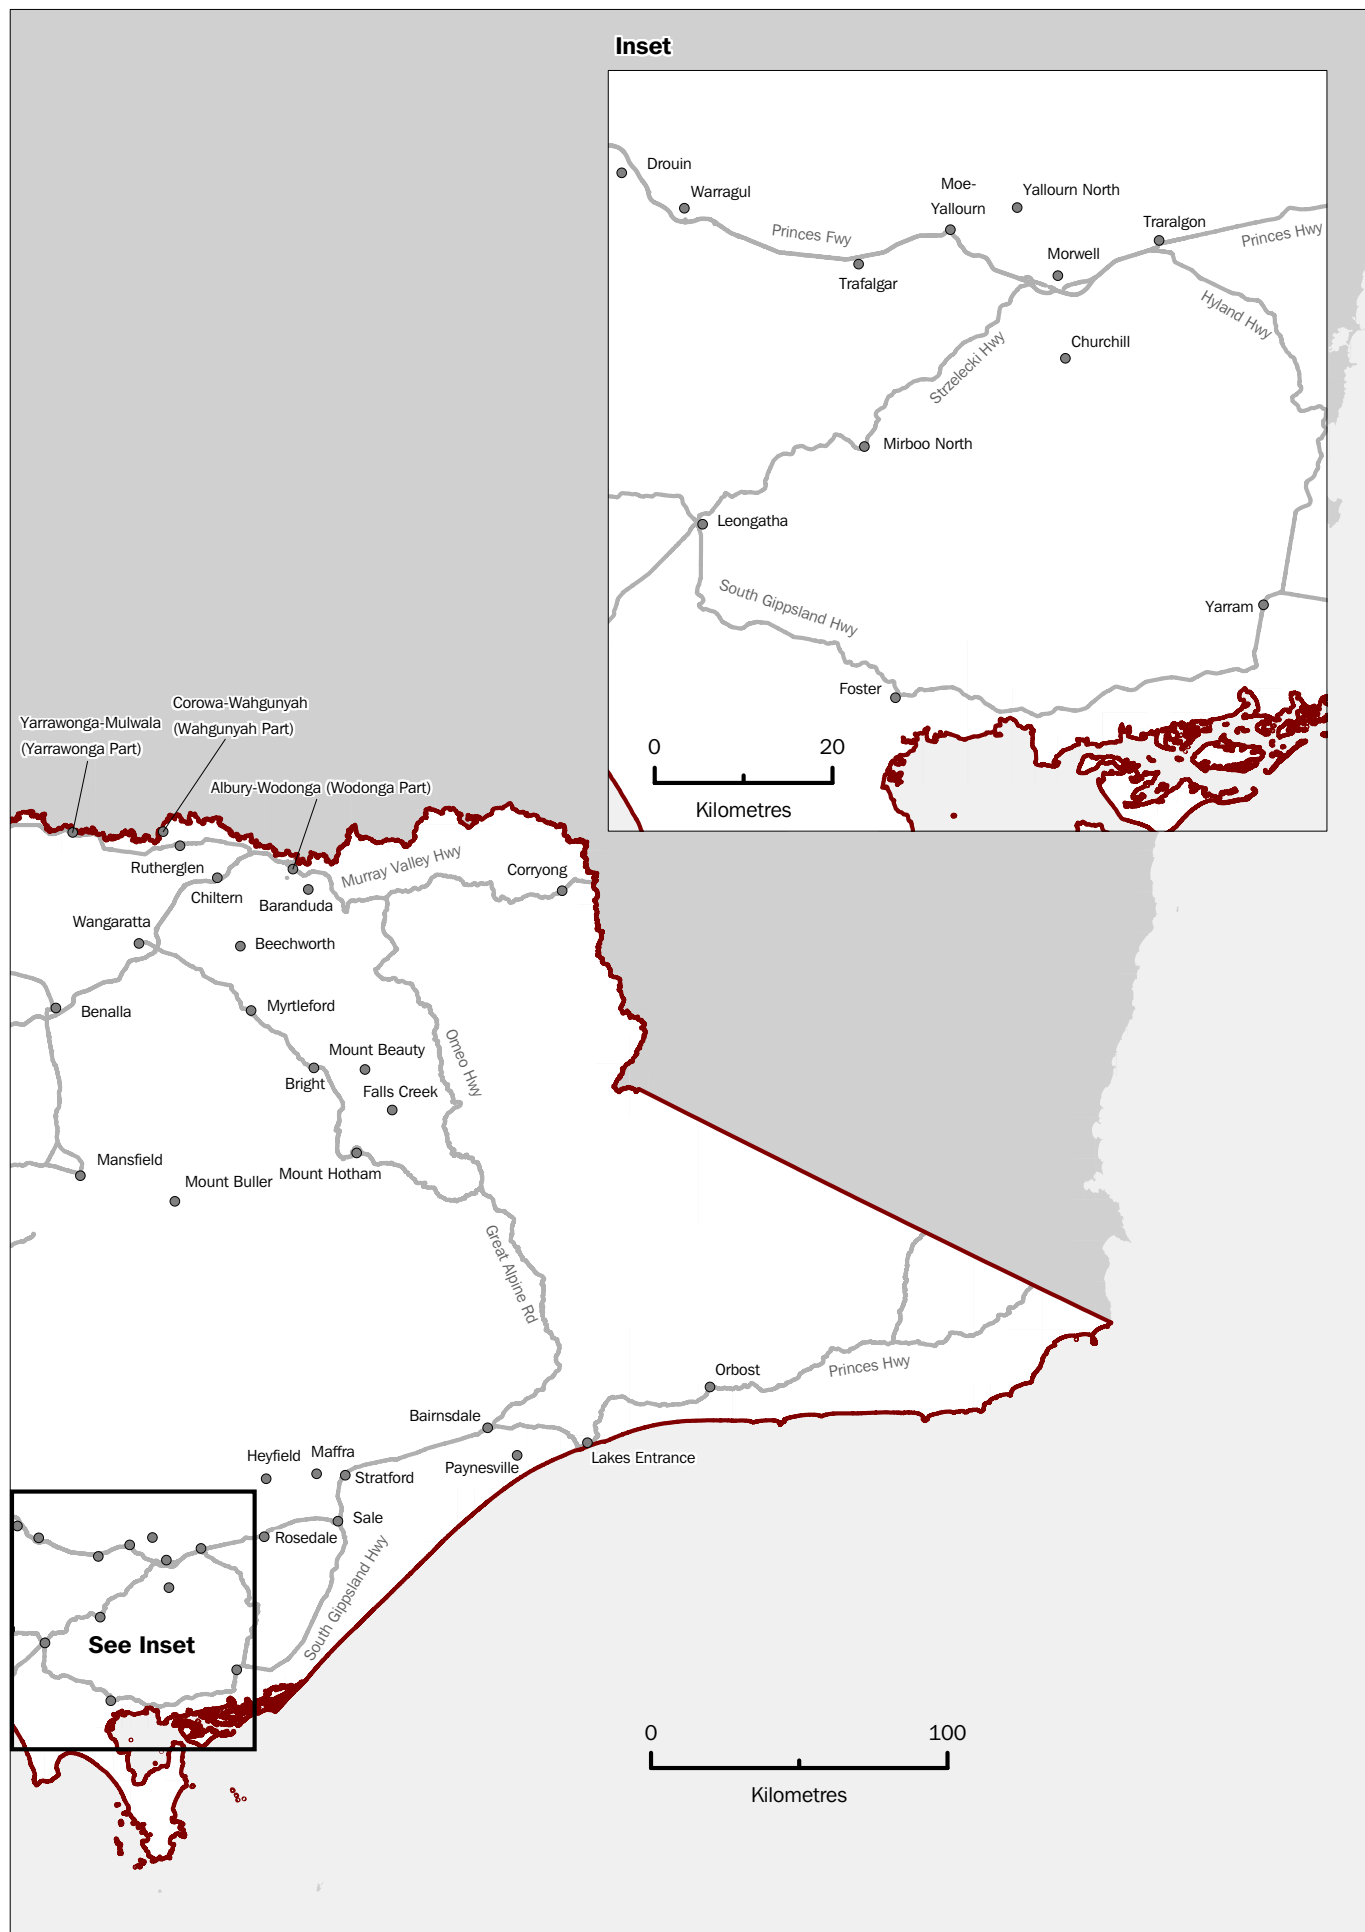 Inset
Drouin
Warragul
Moe-
Yallourn
Yallourn North
Traralgon
Princes Fwy
Princes Hwy
Morwell
Trafalgar
Hyland Hwy
Churchill
Strzelecki Hwy
Mirboo North
Leongatha
South Gippsland Hwy
Yarram
Foster
0 20
Kilometres
Corowa-Wahgunyah
(Wahgunyah Part)
Yarrawonga-Mulwala
(Yarrawonga Part)
Albury-Wodonga (Wodonga Part)
Murray Valley Hwy
Rutherglen
Corryong
Chiltern
Baranduda
Wangaratta
Beechworth
Benalla
Myrtleford
Omeo Hwy
Mount Beauty
Bright
Falls Creek
Mansfield
Mount Hotham
Mount Buller
Great Alpine Rd
Orbost
Princes Hwy
Bairnsdale
Lakes Entrance
Paynesville
Heyfield
Maffra
Stratford
Sale
Rosedale
South Gippsland Hwy
See Inset
0 100
Kilometres